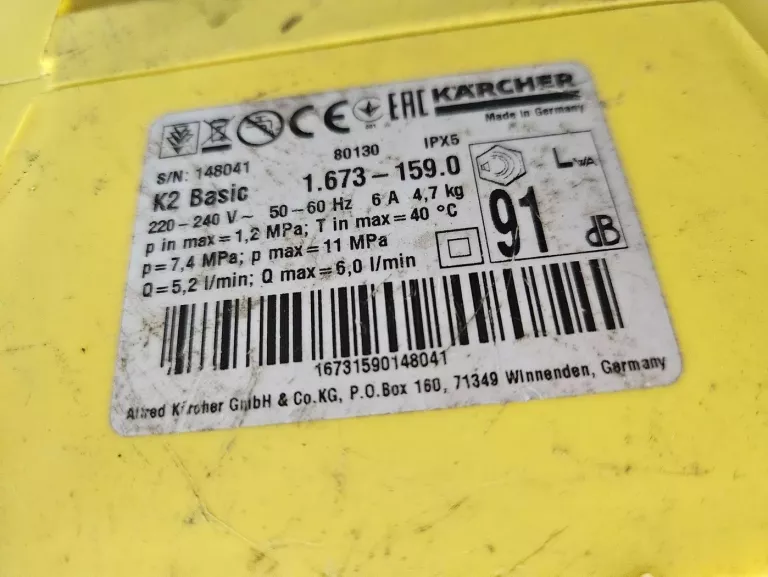 CE EAC KÄRCHER
Made in Germany
S/N: 148041 80130 IPX5
K2 Basic 1.673-159.0
220-240 V~ 50-60 Hz 6 A 4,7 kg
p in max=1,2 MPa; T in max=40 °C
p=7,4 MPa; p max=11 MPa
Q=5,2 l/min; Q max=6,0 l/min
91 dB
16731590148041
Alfred Kärcher GmbH & Co.KG, P.O.Box 160, 71349 Winnenden, Germany